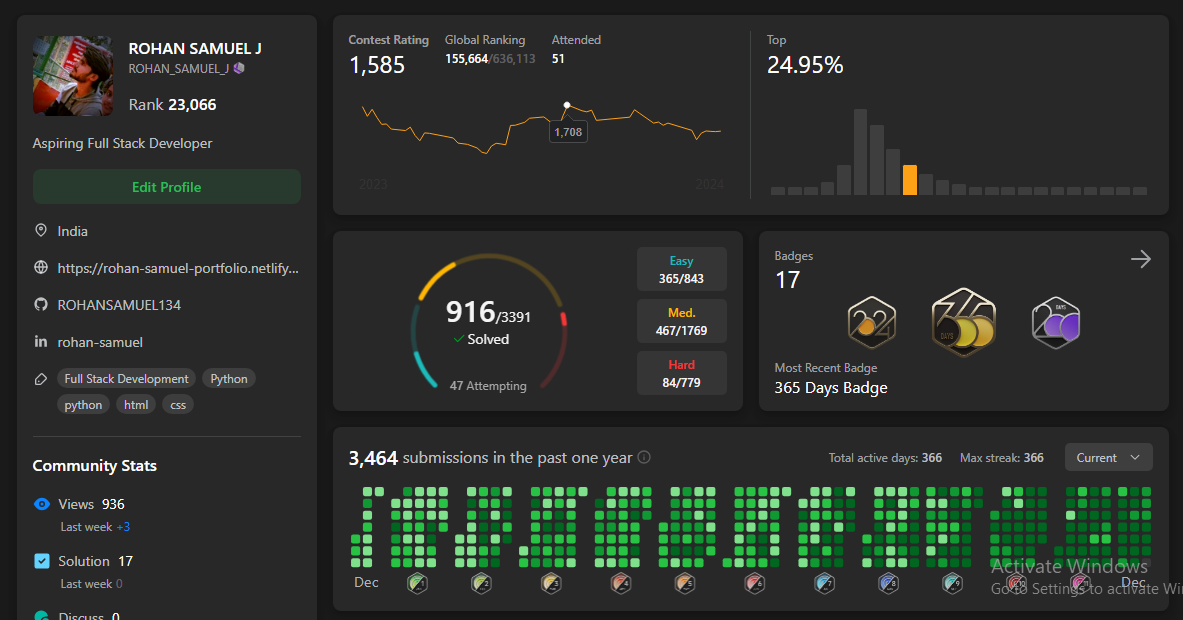 ROHAN SAMUEL J
ROHAN_SAMUEL_J
Rank 23,066
Aspiring Full Stack Developer
Edit Profile
India
https://rohan-samuel-portfolio.netlify...
ROHANSAMUEL134
rohan-samuel
Full Stack Development Python
python html css
Community Stats
Views 936
Last week +3
Solution 17
Last week 0
Discuss 0
Contest Rating Global Ranking Attended
1,585 155,664/636,113 51
1,708
2023 2024
Top
24.95%
916/3391
Solved
47 Attempting
Easy
365/843
Med.
467/1769
Hard
84/779
Badges
17
Most Recent Badge
365 Days Badge
3,464 submissions in the past one year
Total active days: 366 Max streak: 366 Current
Dec Dec
Activate Windows
Go to Settings to activate Wi